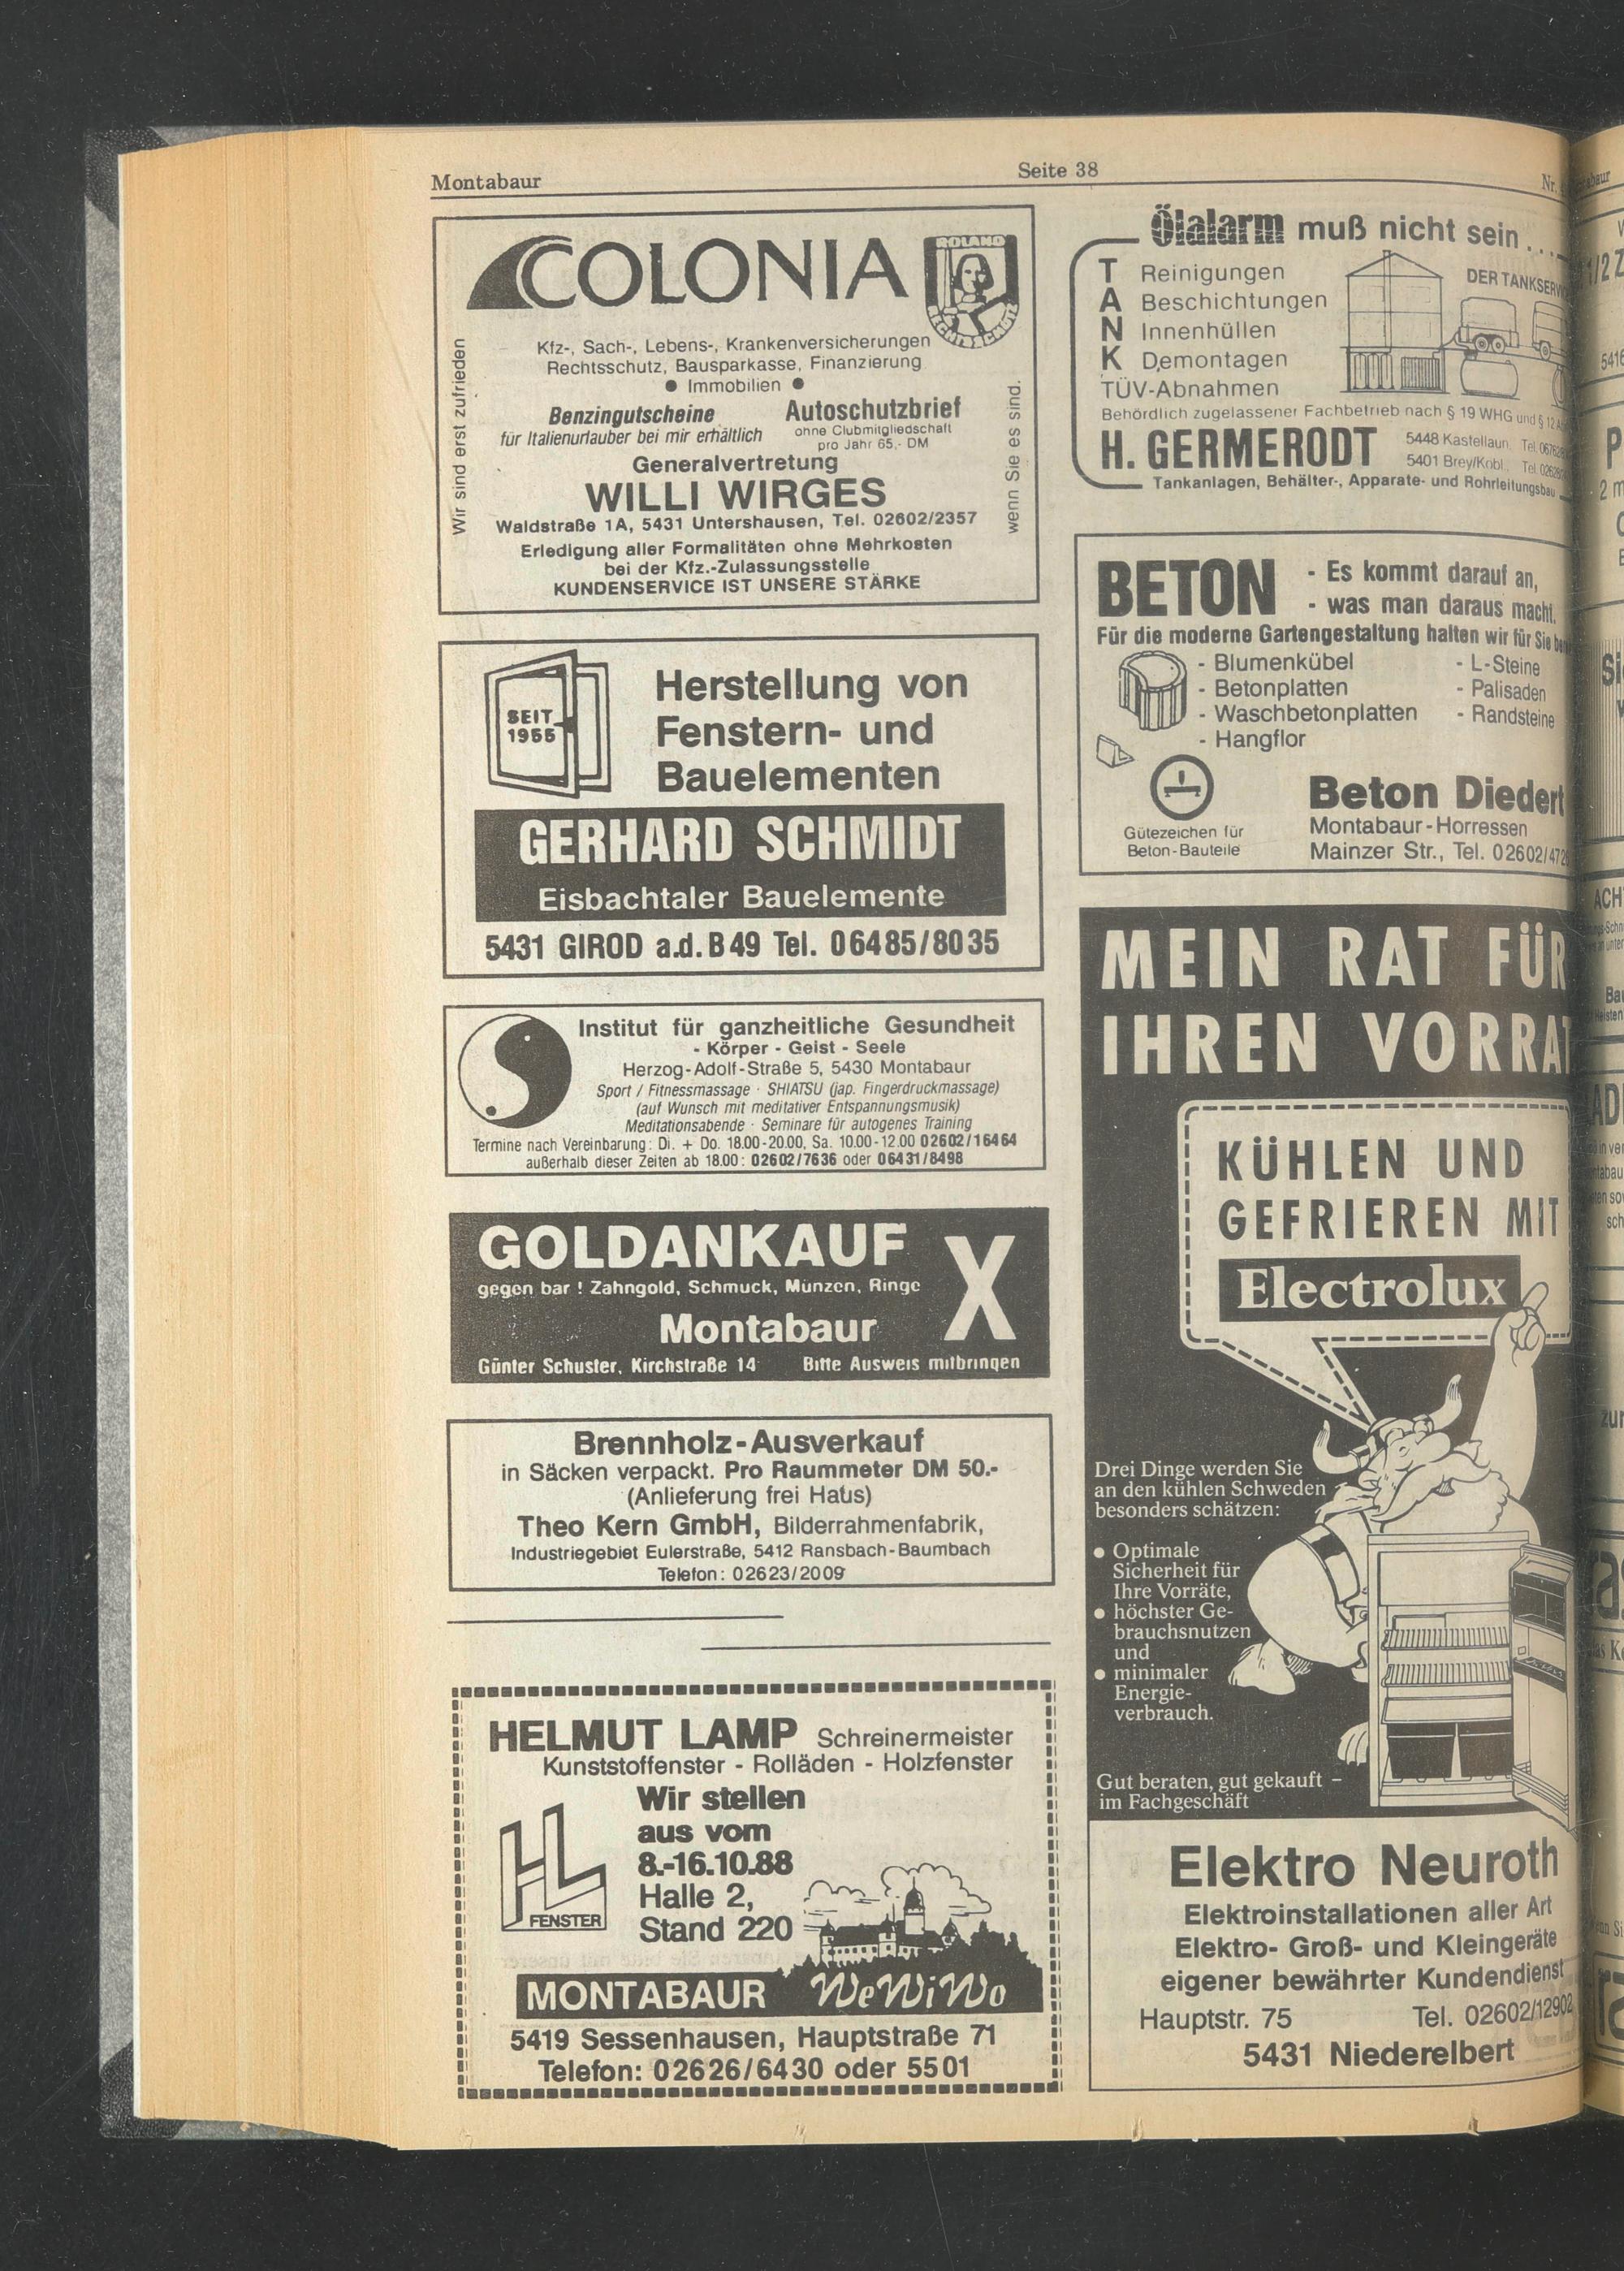 Montabaur
Seite 38
Nr.
COLONIA
ROLAND
RECHTSSCHUTZ
Wir sind erst zufrieden
wenn Sie es sind.
Kfz-, Sach-, Lebens-, Krankenversicherungen
Rechtsschutz, Bausparkasse, Finanzierung
● Immobilien ●
Benzingutscheine
für Italienurlauber bei mir erhältlich
Autoschutzbrief
ohne Clubmitgliedschaft
pro Jahr 65,- DM
Generalvertretung
WILLI WIRGES
Waldstraße 1A, 5431 Untershausen, Tel. 02602/2357
Erledigung aller Formalitäten ohne Mehrkosten
bei der Kfz.-Zulassungsstelle
KUNDENSERVICE IST UNSERE STÄRKE
SEIT
1955
Herstellung von
Fenstern- und
Bauelementen
GERHARD SCHMIDT
Eisbachtaler Bauelemente
5431 GIROD a.d. B49 Tel. 06485/8035
Institut für ganzheitliche Gesundheit
- Körper - Geist - Seele
Herzog-Adolf-Straße 5, 5430 Montabaur
Sport / Fitnessmassage · SHIATSU (jap. Fingerdruckmassage)
(auf Wunsch mit meditativer Entspannungsmusik)
Meditationsabende · Seminare für autogenes Training
Termine nach Vereinbarung: Di. + Do. 18.00-20.00, Sa. 10.00-12.00 02602/16464
außerhalb dieser Zeiten ab 18.00: 02602/7636 oder 06431/8498
GOLDANKAUF X
gegen bar ! Zahngold, Schmuck, Münzen, Ringe
Montabaur
Günter Schuster, Kirchstraße 14 Bitte Ausweis mitbringen
Brennholz-Ausverkauf
in Säcken verpackt. Pro Raummeter DM 50.-
(Anlieferung frei Haus)
Theo Kern GmbH, Bilderrahmenfabrik,
Industriegebiet Eulerstraße, 5412 Ransbach-Baumbach
Telefon: 02623/2009
HELMUT LAMP Schreinermeister
Kunststoffenster - Rolläden - Holzfenster
Wir stellen
aus vom
8.-16.10.88
Halle 2,
Stand 220
HL
FENSTER
MONTABAUR WeWiWo
5419 Sessenhausen, Hauptstraße 71
Telefon: 02626/6430 oder 5501
Ölalarm muß nicht sein . . .
TANK
Reinigungen
Beschichtungen
Innenhüllen
Demontagen
TÜV-Abnahmen
DER TANKSERV
Behördlich zugelassener Fachbetrieb nach § 19 WHG und § 12
H. GERMERODT
5448 Kastellaun, Tel.
5401 Brey/Kobl., Tel.
Tankanlagen, Behälter-, Apparate- und Rohrleitungsbau
BETON
- Es kommt darauf an,
- was man daraus macht.
Für die moderne Gartengestaltung halten wir für Sie
- Blumenkübel
- Betonplatten
- Waschbetonplatten
- Hangflor
- L-Steine
- Palisaden
- Randsteine
Gütezeichen für
Beton-Bauteile
Beton Diedert
Montabaur-Horressen
Mainzer Str., Tel. 02602/472
MEIN RAT FÜR
IHREN VORRAT
KÜHLEN UND
GEFRIEREN MIT
Electrolux
Drei Dinge werden Sie
an den kühlen Schweden
besonders schätzen:
● Optimale
Sicherheit für
Ihre Vorräte,
● höchster Ge-
brauchsnutzen
und
● minimaler
Energie-
verbrauch.
Gut beraten, gut gekauft –
im Fachgeschäft
Elektro Neuroth
Elektroinstallationen aller Art
Elektro- Groß- und Kleingeräte
eigener bewährter Kundendienst
Hauptstr. 75 Tel. 02602/12902
5431 Niederelbert